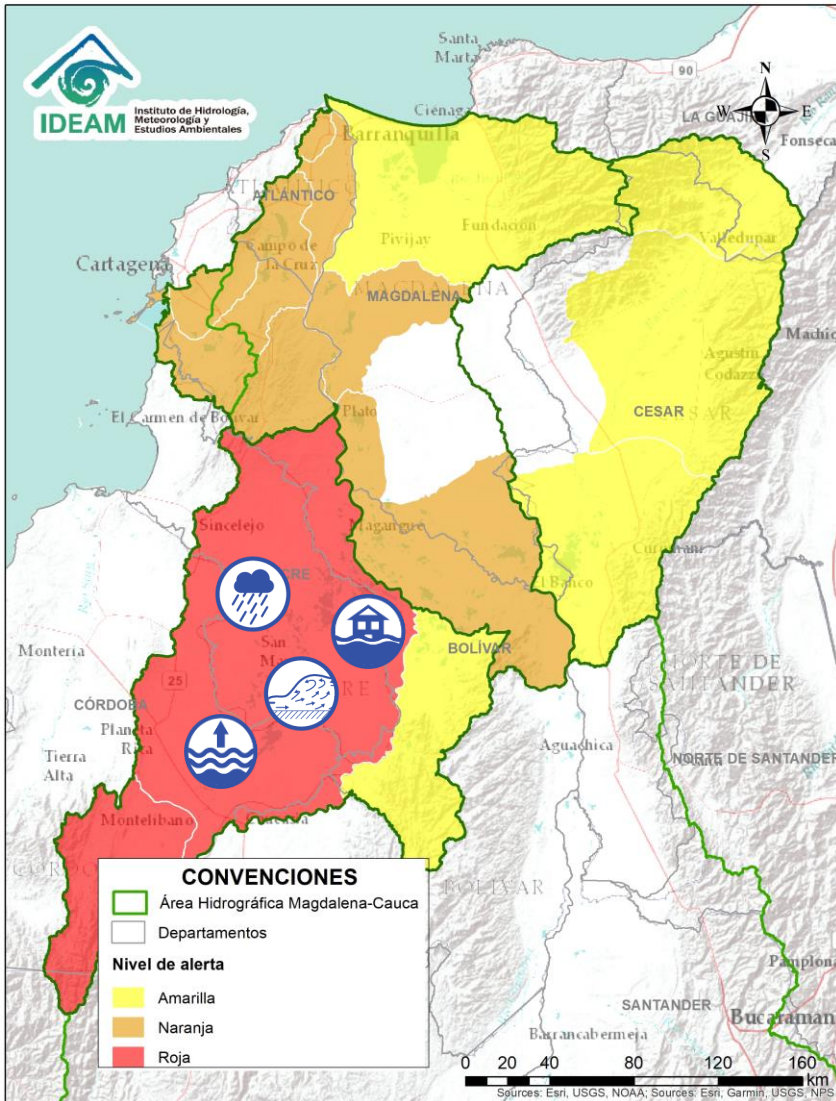 IDEAM
Instituto de Hidrología,
Meteorología y
Estudios Ambientales
Santa
Marta
90
N
W
E
S
Ciénaga
LA GUAJIR
Fonseca
Barranquilla
ATLÁNTICO
Cartagena
Campo de
la Cruz
Pivijay
Fundación
Valledupar
MAGDALENA
Machiq
Agustín
Codazzi
CESAR
El Carmen de Bolívar
Plato
Sincelejo
Magangué
El Banco
Montería
San
BOLÍVAR
25
CÓRDOBA
Planeta
Rica
Tierra
Alta
Aguachica
NORTE DE
SANTANDER
NORTE DE SANTANDER
Montelíbano
BOLÍVAR
Pamplona
SANTANDER
Bucaraman
Barrancabermeja
CONVENCIONES
Área Hidrográfica Magdalena-Cauca
Departamentos
Nivel de alerta
Amarilla
Naranja
Roja
0 20 40 80 120 160
km
Sources: Esri, USGS, NOAA; Sources: Esri, Garmin, USGS, NPS